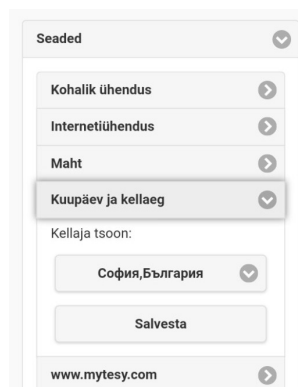 Seaded
Kohalik ühendus
Internetiühendus
Maht
Kuupäev ja kellaeg
Kellaja tsoon:
София,България
Salvesta
www.mytesy.com